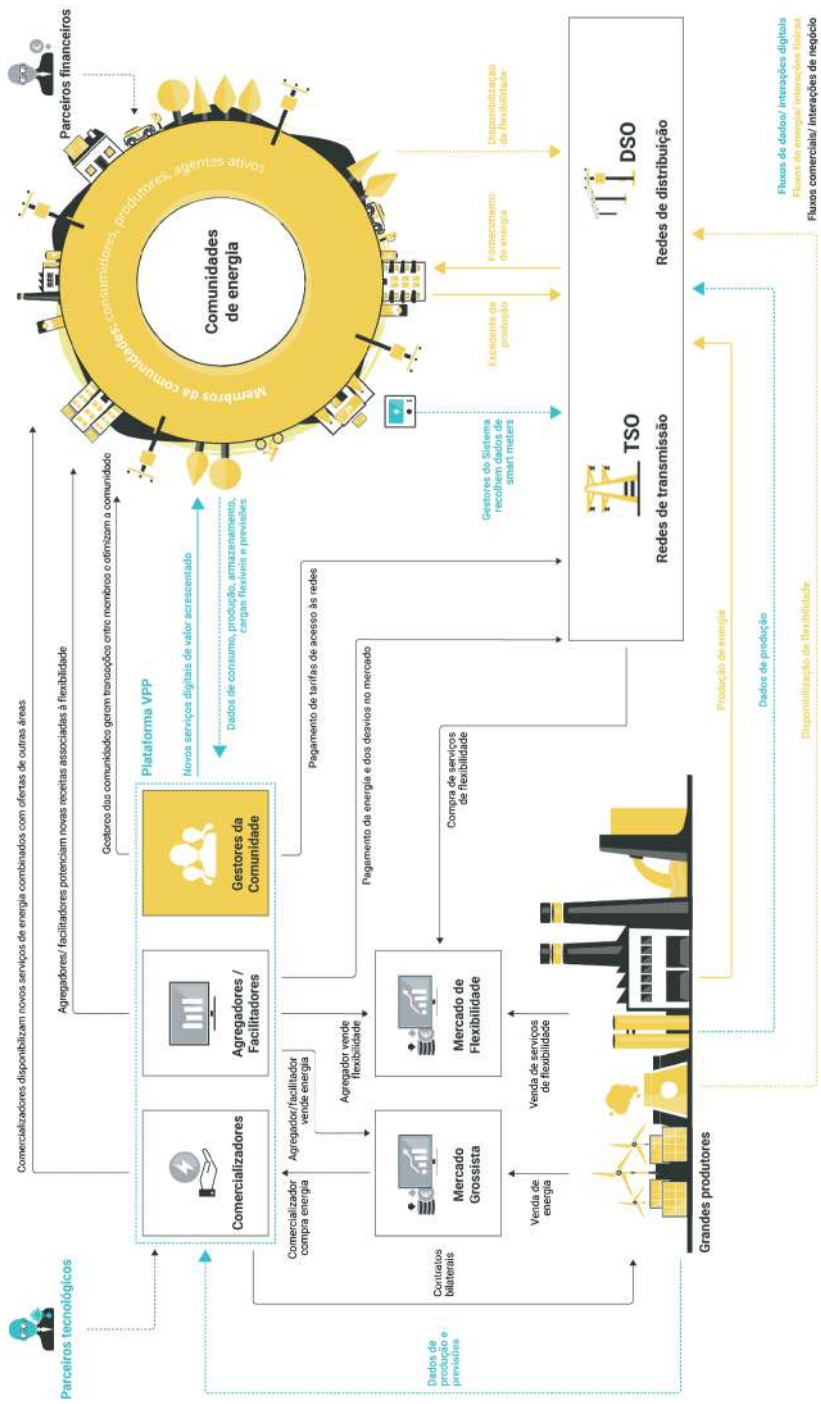 Parceiros tecnológicos
Parceiros financeiros
Comercializadores disponibilizam novos serviços de energia combinados com ofertas de outras áreas
Agregadores/ facilitadores potenciam novas receitas associadas à flexibilidade
Gestores das comunidades gerem transações entre membros e otimizam a comunidade
Plataforma VPP
Comercializadores
Agregadores /
Facilitadores
Gestores da
Comunidade
Novos serviços digitais de valor acrescentado
Dados de consumo, produção, armazenamento,
cargas flexíveis e previsões
Membros da comunidades: consumidores, produtores, agentes ativos
Comunidades
de energia
Comercializador
compra energia
Agregador/facilitador
vende energia
Agregador vende
flexibilidade
Pagamento de tarifas de acesso às redes
Pagamento da energia e dos desvios no mercado
Contratos
bilaterais
Mercado
Grossista
Mercado de
Flexibilidade
Compra de serviços
de flexibilidade
Gestores do Sistema
recolhem dados de
smart meters
Excedente de
produção
Fornecimento
de energia
Disponibilização
de flexibilidade
Dados de
produção e
previsões
Venda de
energia
Venda de serviços
de flexibilidade
TSO
Redes de transmissão
DSO
Redes de distribuição
Grandes produtores
Produção de energia
Dados de produção
Disponibilização de flexibilidade
Fluxos de dados/ interações digitais
Fluxos de energia/ interações físicas
Fluxos comerciais/ interações de negócio